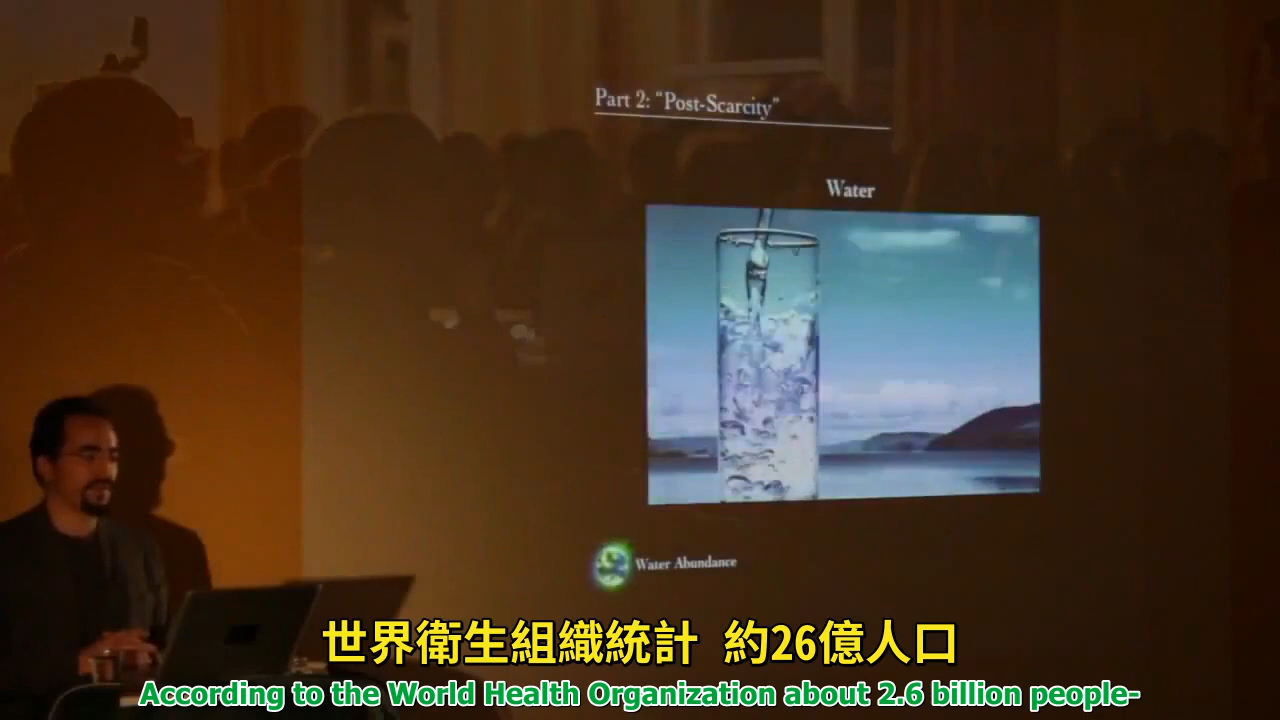 Part 2: "Post-Scarcity"
Water
Water Abundance
世界衛生組織統計 約26億人口
According to the World Health Organization about 2.6 billion people-